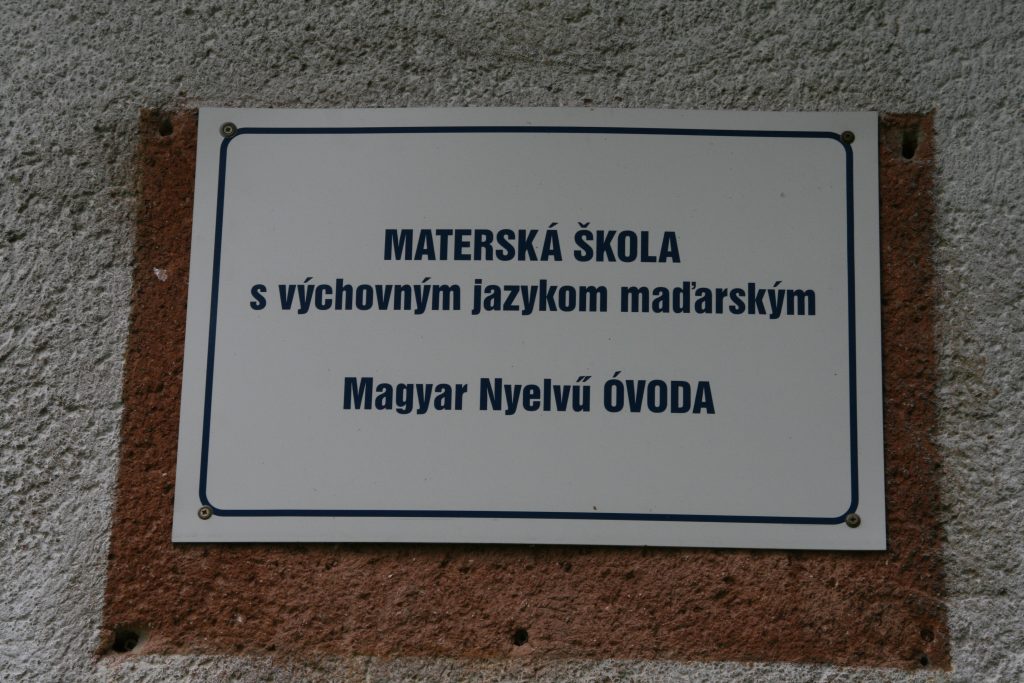 MATERSKÁ ŠKOLA
s výchovným jazykom maďarským
Magyar Nyelvű ÓVODA